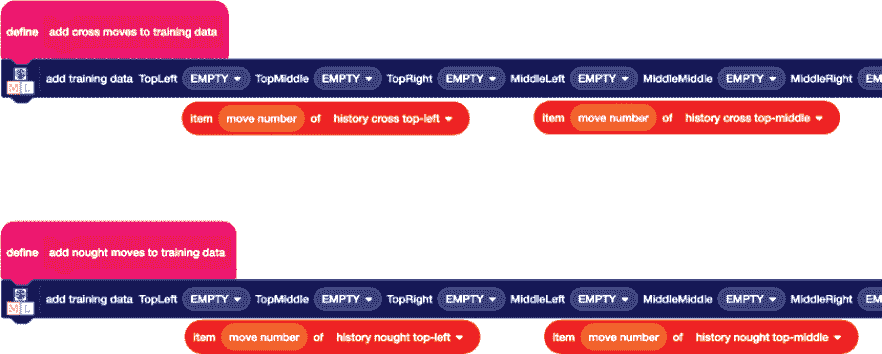 define add cross moves to training data
ML add training data TopLeft EMPTY TopMiddle EMPTY TopRight EMPTY MiddleLeft EMPTY MiddleMiddle EMPTY MiddleRight EM
item move number of history cross top-left item move number of history cross top-middle
define add nought moves to training data
ML add training data TopLeft EMPTY TopMiddle EMPTY TopRight EMPTY MiddleLeft EMPTY MiddleMiddle EMPTY MiddleRight EM
item move number of history nought top-left item move number of history nought top-middle